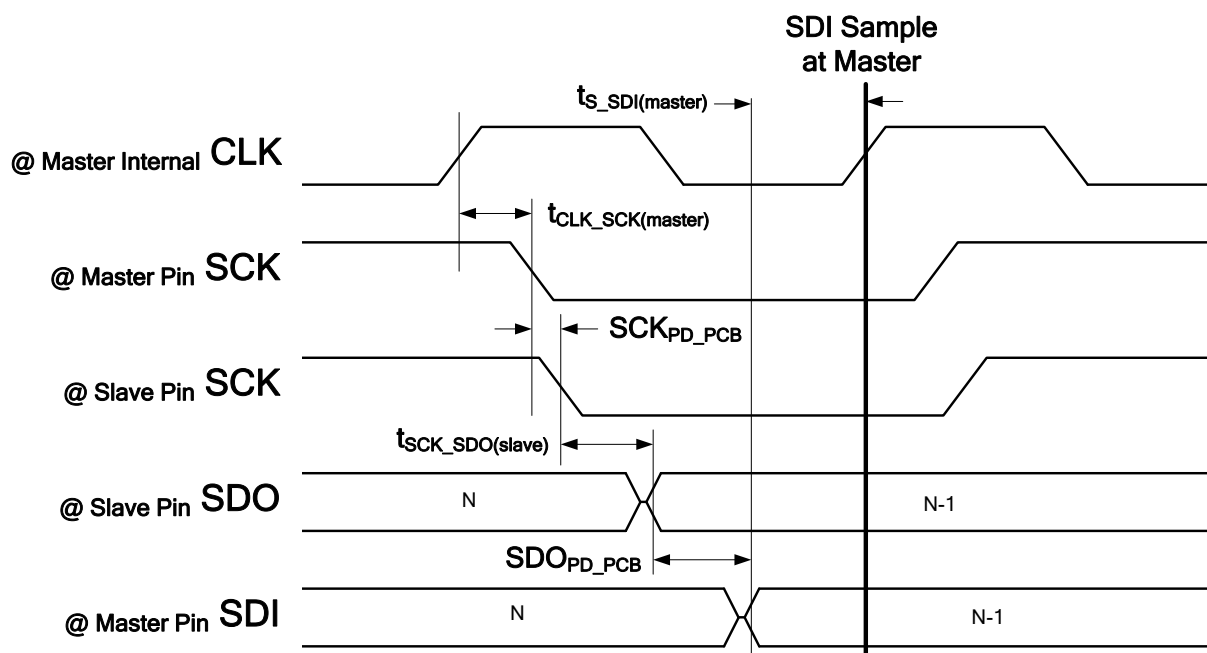 SDI Sample
at Master
tS_SDI(master)
@ Master Internal CLK
tCLK_SCK(master)
@ Master Pin SCK
SCKPD_PCB
@ Slave Pin SCK
tSCK_SDO(slave)
@ Slave Pin SDO
N
N-1
SDOPD_PCB
@ Master Pin SDI
N
N-1